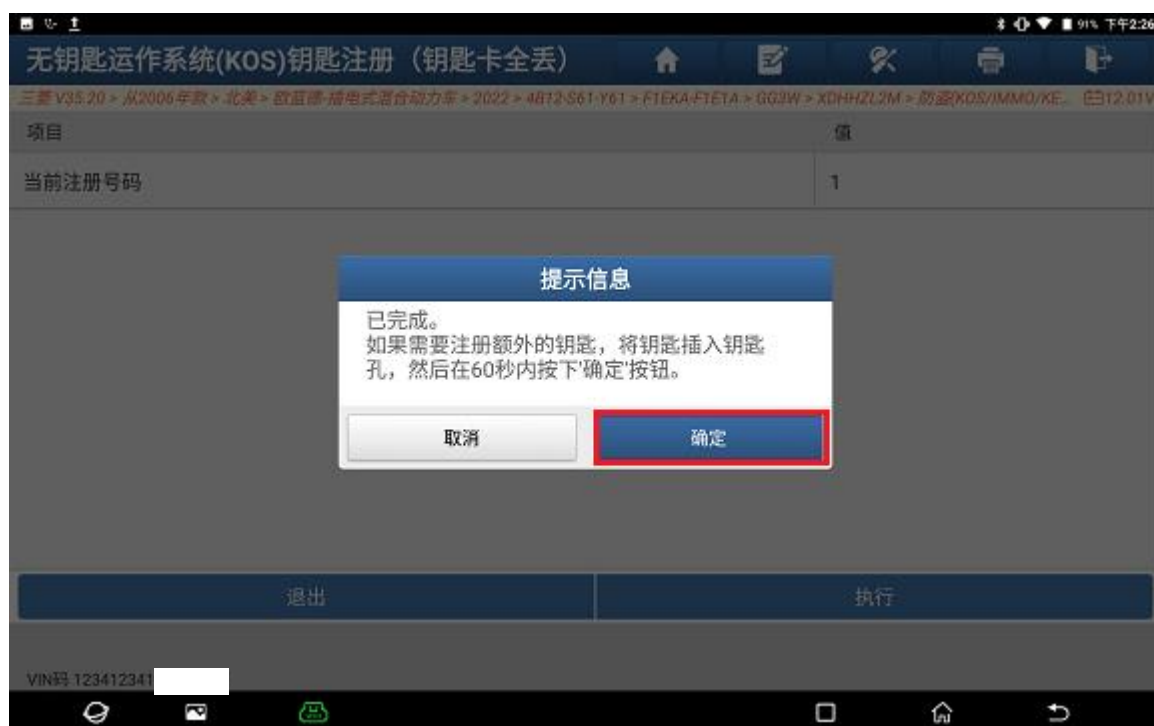 91% 下午2:26
无钥匙运作系统(KOS)钥匙注册（钥匙卡全丢）
三菱 V35.20 > 从2006年款 > 北美 > 欧蓝德-插电式混合动力车 > 2022 > 4B12-S61-Y61 > F1EKA-F1ETA > GG3W > XDHHZL2M > 防盗(KOS/IMMO/KE... 12.01V
项目 值
当前注册号码 1
提示信息
已完成。
如果需要注册额外的钥匙，将钥匙插入钥匙
孔，然后在60秒内按下'确定'按钮。
取消 确定
退出 执行
VIN码 123412341